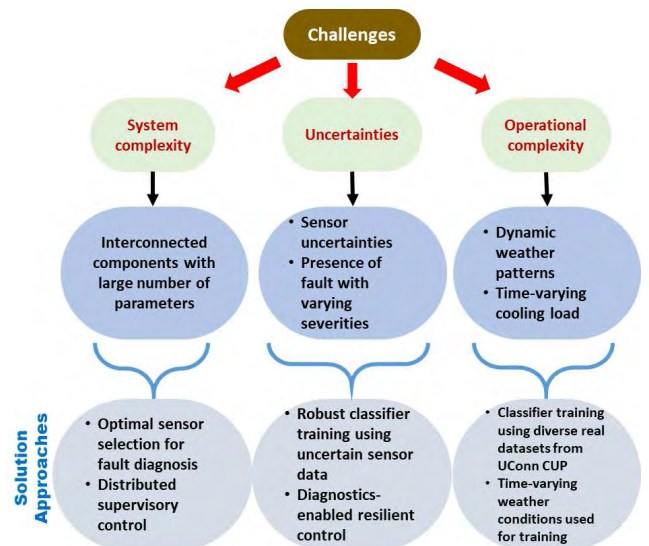 Challenges
System
complexity
Uncertainties
Operational
complexity
Interconnected
components with
large number of
parameters
• Sensor
uncertainties
• Presence of
fault with
varying
severities
• Dynamic
weather
patterns
• Time-varying
cooling load
Solution
Approaches
• Optimal sensor
selection for
fault diagnosis
• Distributed
supervisory
control
• Robust classifier
training using
uncertain sensor
data
• Diagnostics-
enabled resilient
control
• Classifier training
using diverse real
datasets from
UConn CUP
• Time-varying
weather
conditions used
for training